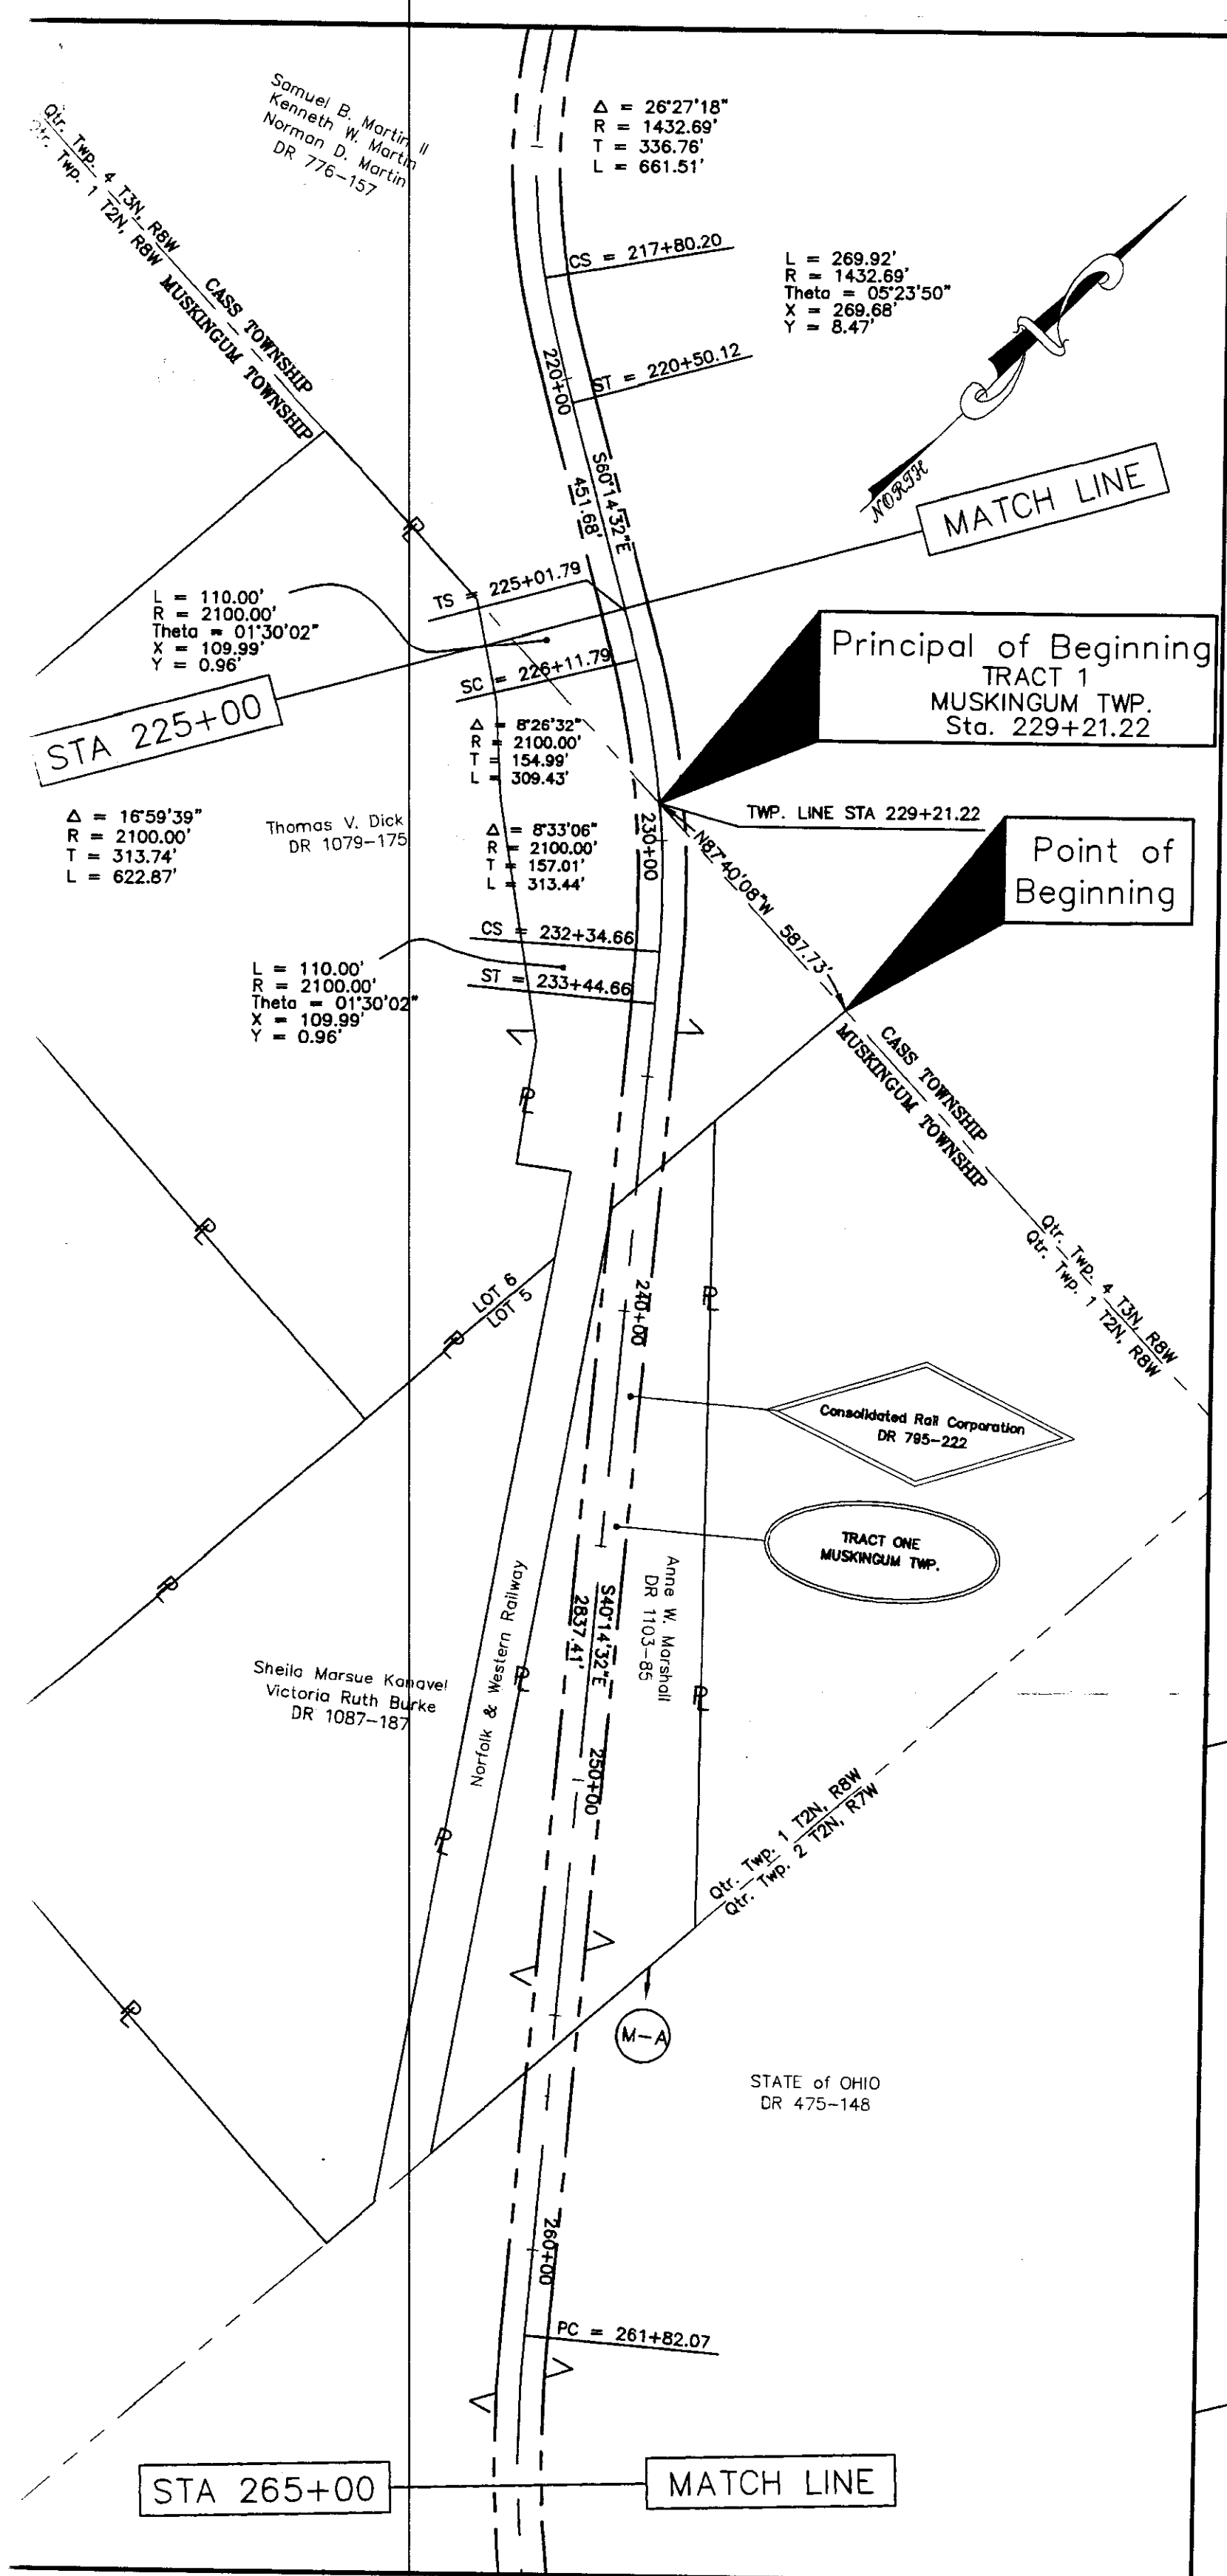 Samuel B. Martin II
Kenneth W. Martin
Norman D. Martin
DR 776-157
Δ = 26°27'18"
R = 1432.69'
T = 336.76'
L = 661.51'
Qtr. Twp. 4 T3N, R8W
Qtr. Twp. 1 T2N, R8W
CASS TOWNSHIP
MUSKINGUM TOWNSHIP
CS = 217+80.20
L = 269.92'
R = 1432.69'
Theta = 05°23'50"
X = 269.68'
Y = 8.47'
220+00
ST = 220+50.12
S60°14'32"E
451.68'
NORTH
MATCH LINE
PL
L = 110.00'
R = 2100.00'
Theta = 01°30'02"
X = 109.99'
Y = 0.96'
TS = 225+01.79
SC = 226+11.79
STA 225+00
Principal of Beginning
TRACT 1
MUSKINGUM TWP.
Sta. 229+21.22
Δ = 8°26'32"
R = 2100.00'
T = 154.99'
L = 309.43'
Δ = 16°59'39"
R = 2100.00'
T = 313.74'
L = 622.87'
Thomas V. Dick
DR 1079-175
Δ = 8°33'06"
R = 2100.00'
T = 157.01'
L = 313.44'
230+00
TWP. LINE STA 229+21.22
N87°40'08"W 587.73'
Point of
Beginning
CS = 232+34.66
ST = 233+44.66
L = 110.00'
R = 2100.00'
Theta = 01°30'02"
X = 109.99'
Y = 0.96'
CASS TOWNSHIP
MUSKINGUM TOWNSHIP
PL
Qtr. Twp. 4 T3N, R8W
Qtr. Twp. 1 T2N, R8W
PL
LOT 6
LOT 5
PL
240+00
PL
Consolidated Rail Corporation
DR 795-222
TRACT ONE
MUSKINGUM TWP.
PL
Anne W. Marshall
DR 1103-85
S40°14'32"E
2837.41'
Norfolk & Western Railway
Sheila Marsue Kanavel
Victoria Ruth Burke
DR 1087-187
PL
PL
250+00
PL
Qtr. Twp. 1 T2N, R8W
Qtr. Twp. 2 T2N, R7W
PL
M-A
STATE of OHIO
DR 475-148
260+00
PC = 261+82.07
STA 265+00
MATCH LINE